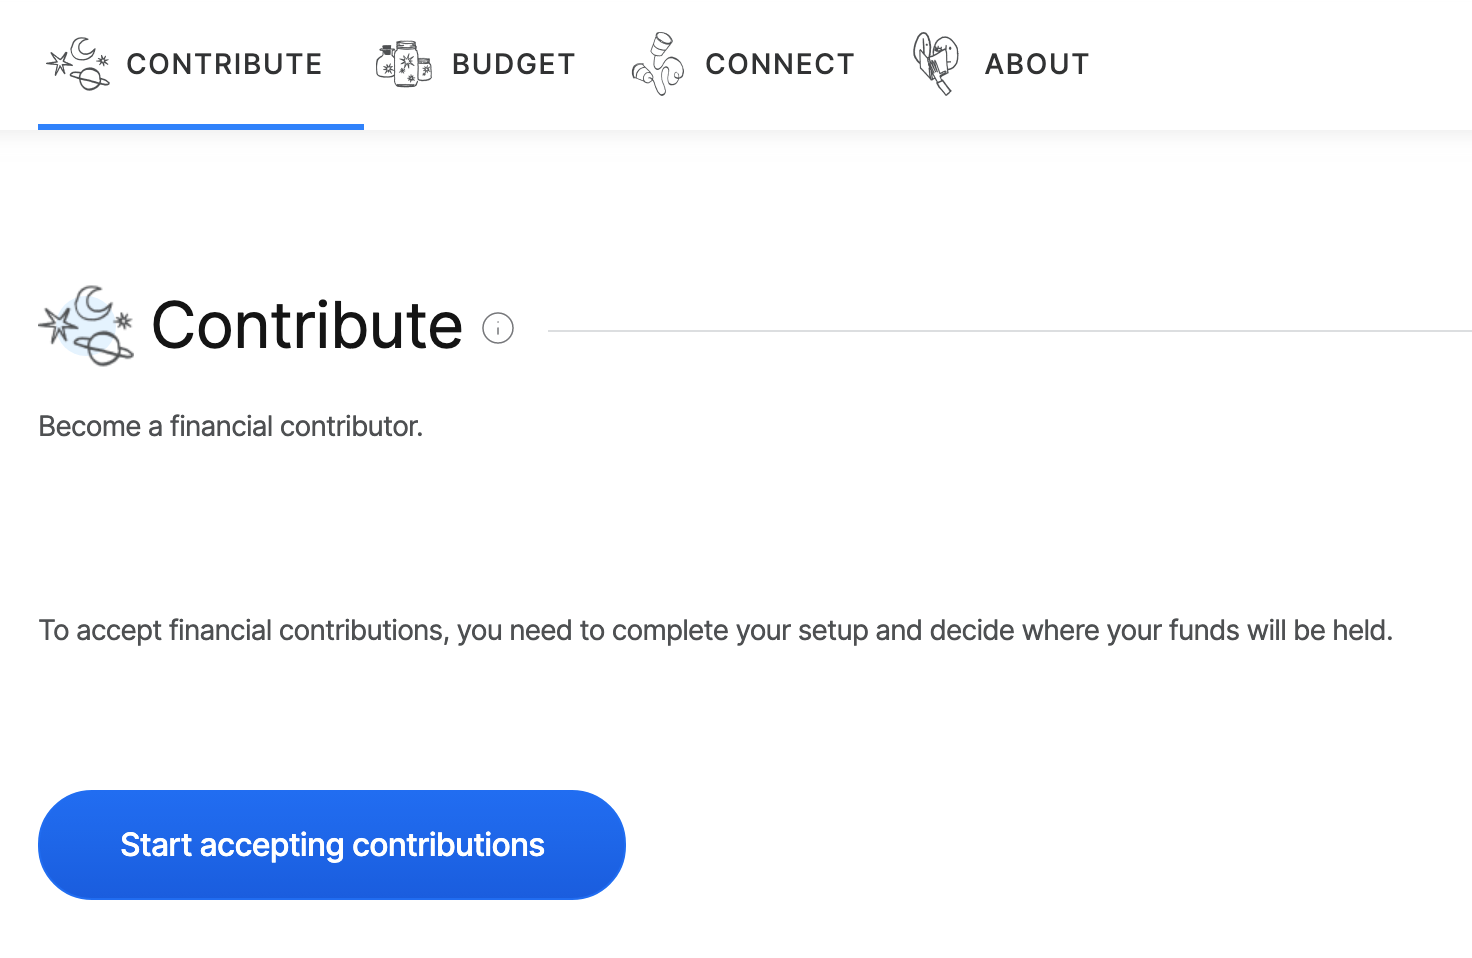 CONTRIBUTE BUDGET CONNECT ABOUT
Contribute
Become a financial contributor.
To accept financial contributions, you need to complete your setup and decide where your funds will be held.
Start accepting contributions